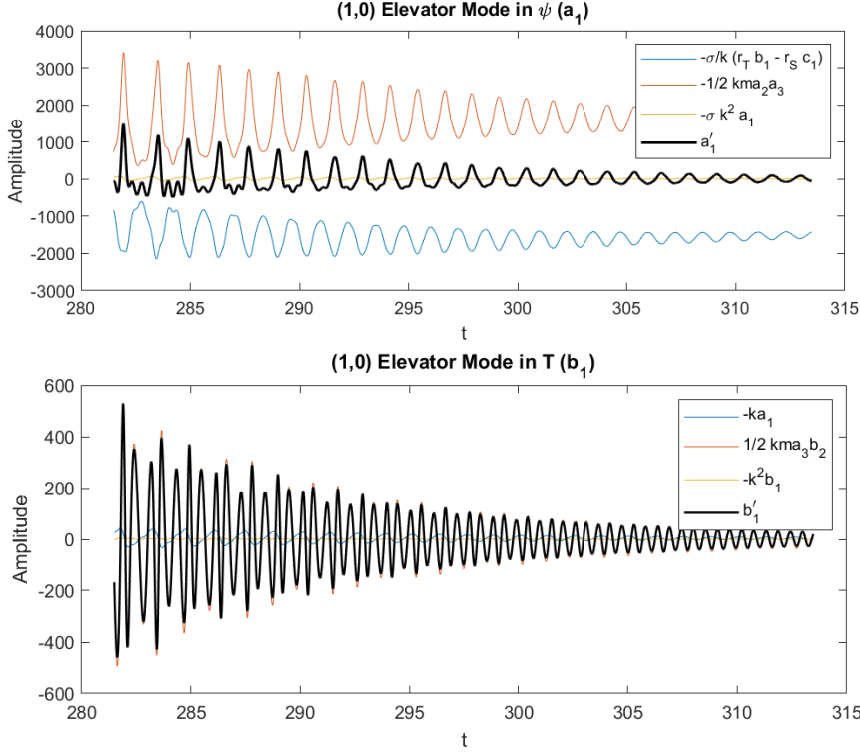 (1,0) Elevator Mode in ψ (a₁)
4000
3000
2000
1000
0
-1000
-2000
-3000
Amplitude
-σ/k (r_T b₁ - r_S c₁)
-1/2 kma₂a₃
-σ k² a₁
a₁′
280
285
290
295
300
305
310
315
t
(1,0) Elevator Mode in T (b₁)
600
400
200
0
-200
-400
-600
Amplitude
-ka₁
1/2 kma₃b₂
-k²b₁
b₁′
280
285
290
295
300
305
310
315
t